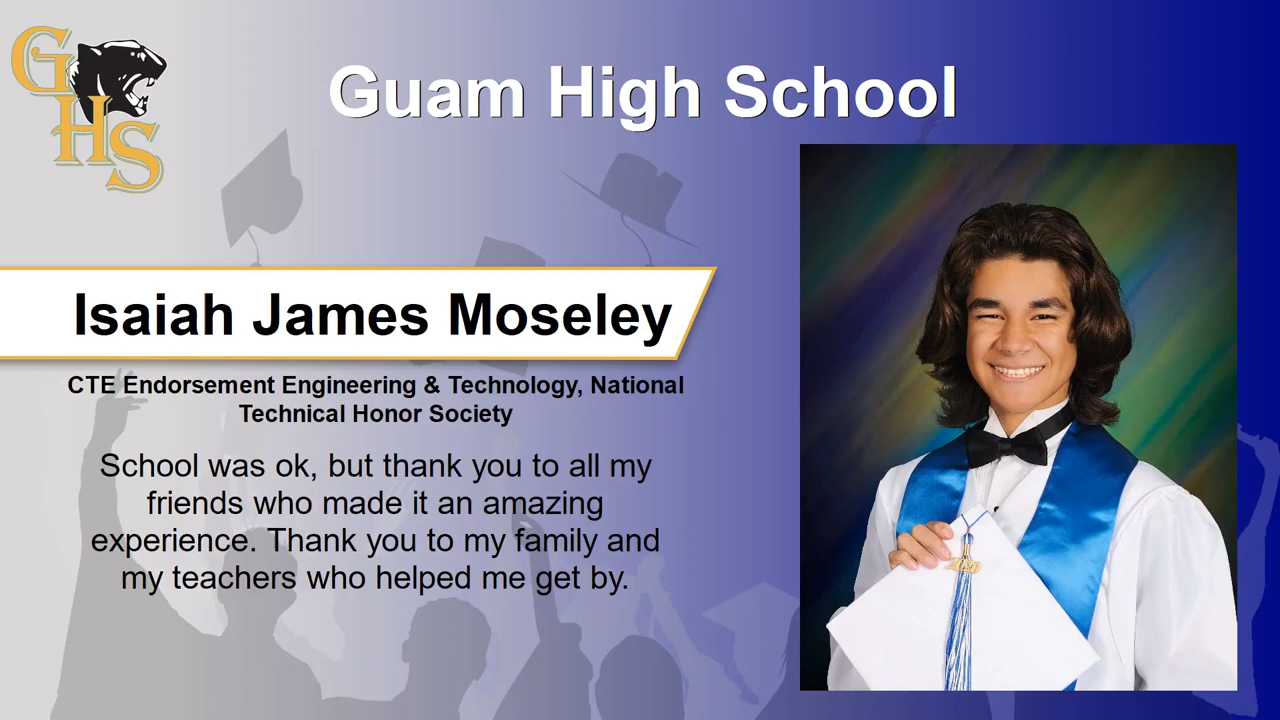 GHS
Guam High School
Isaiah James Moseley
CTE Endorsement Engineering & Technology, National
Technical Honor Society
School was ok, but thank you to all my
friends who made it an amazing
experience. Thank you to my family and
my teachers who helped me get by.
2020